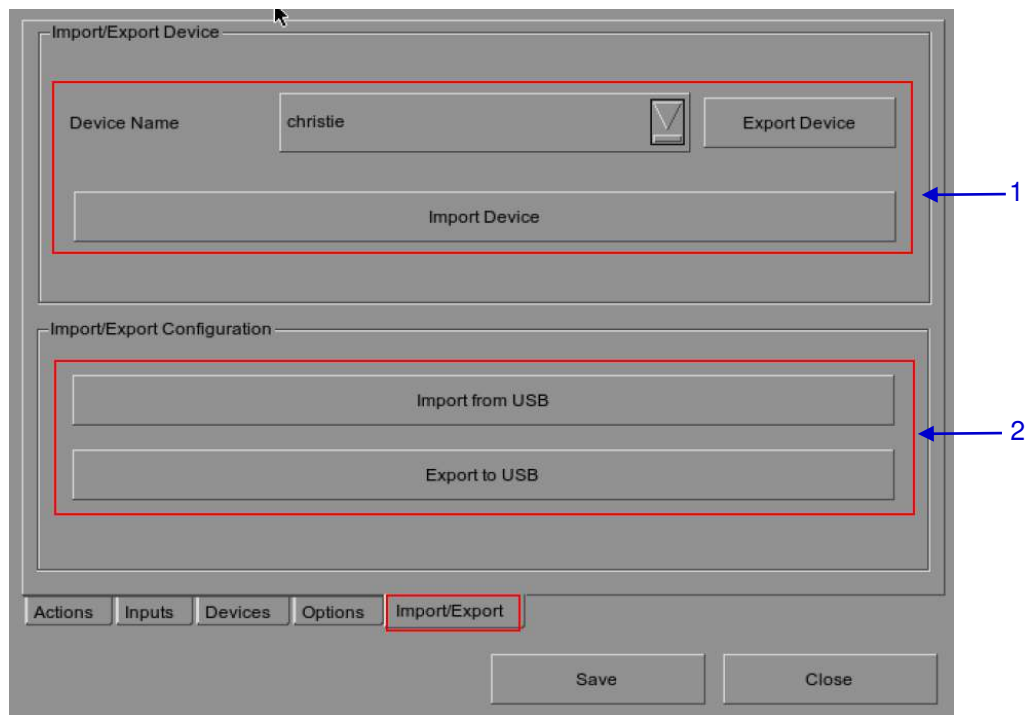 Import/Export Device
Device Name christie Export Device
1
Import Device
Import/Export Configuration
Import from USB
2
Export to USB
Actions Inputs Devices Options Import/Export
Save Close